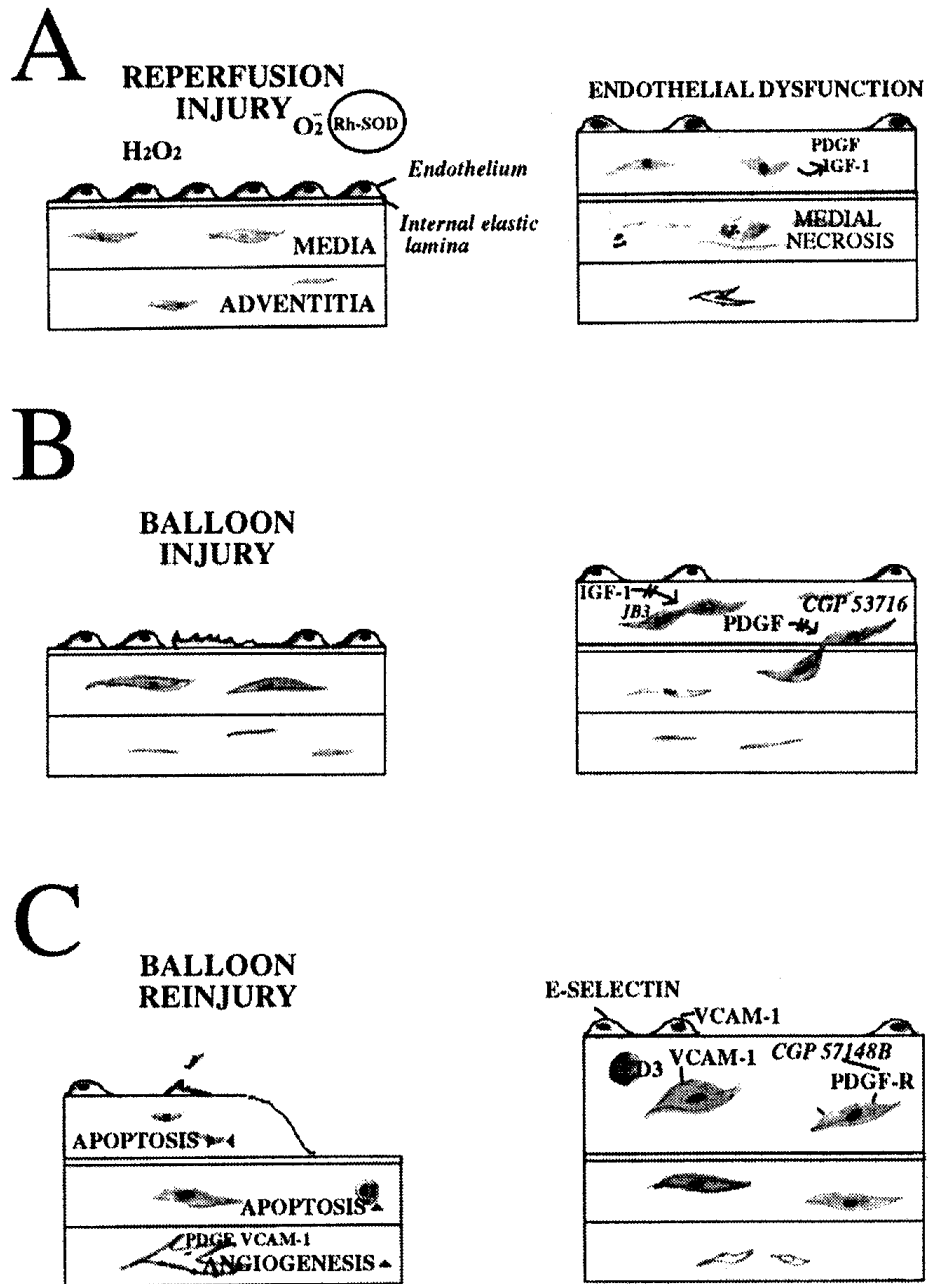 A
REPERFUSION
INJURY
O2- Rh-SOD
H2O2
Endothelium
Internal elastic
lamina
MEDIA
ADVENTITIA
ENDOTHELIAL DYSFUNCTION
PDGF
IGF-1
MEDIAL
NECROSIS
B
BALLOON
INJURY
IGF-1
JB3
CGP 53716
PDGF
C
BALLOON
REINJURY
APOPTOSIS
APOPTOSIS
PDGF VCAM-1
ANGIOGENESIS
E-SELECTIN
VCAM-1
D3 VCAM-1
CGP 57148B
PDGF-R